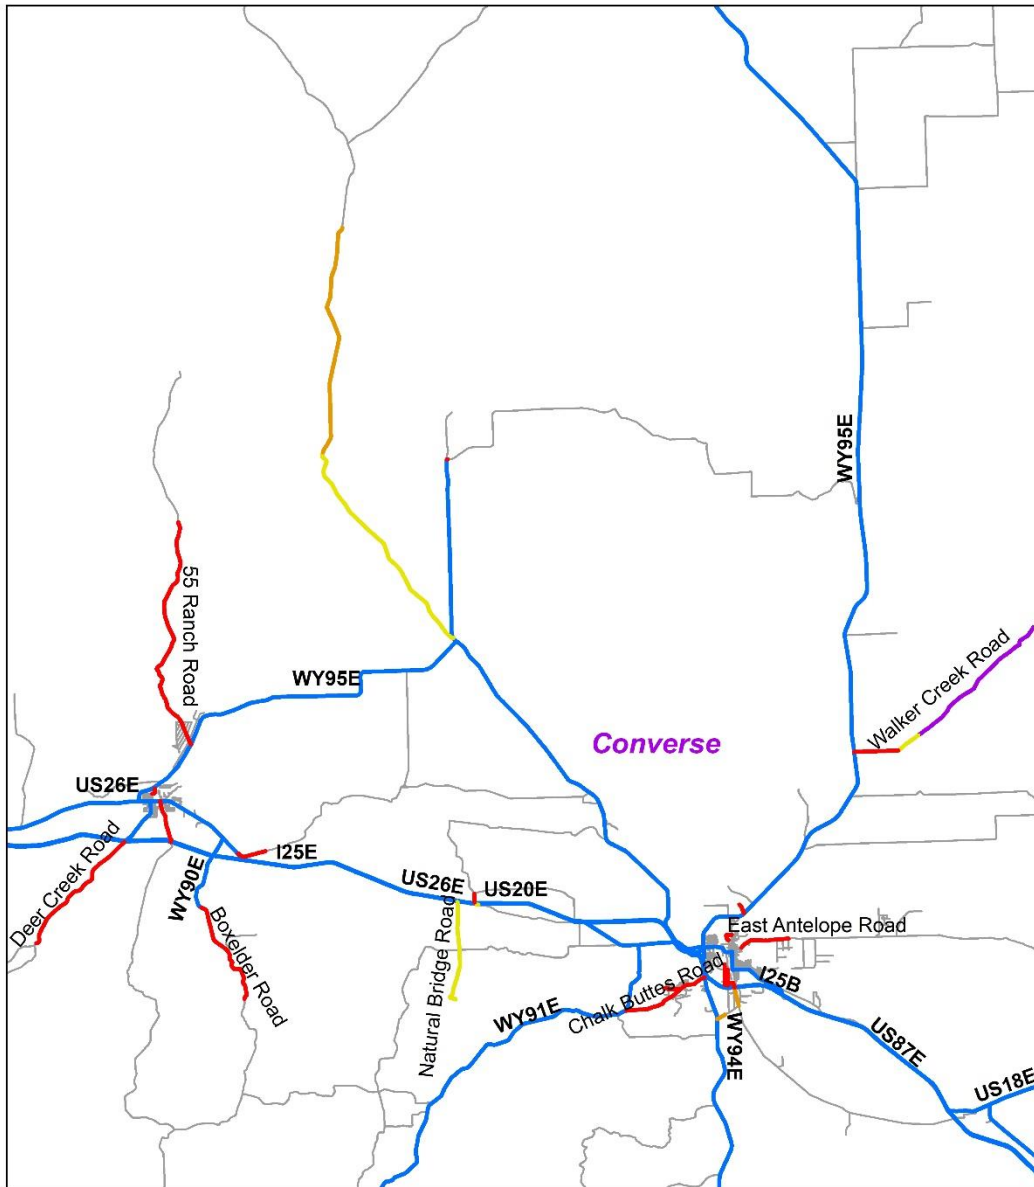 WY95E
55 Ranch Road
Walker Creek Road
WY95E
Converse
US26E
Deer Creek Road
I25E
WY90E
US26E
US20E
Boxelder Road
Natural Bridge Road
East Antelope Road
Chalk Buttes Road
I25B
WY91E
WY94E
US87E
US18E